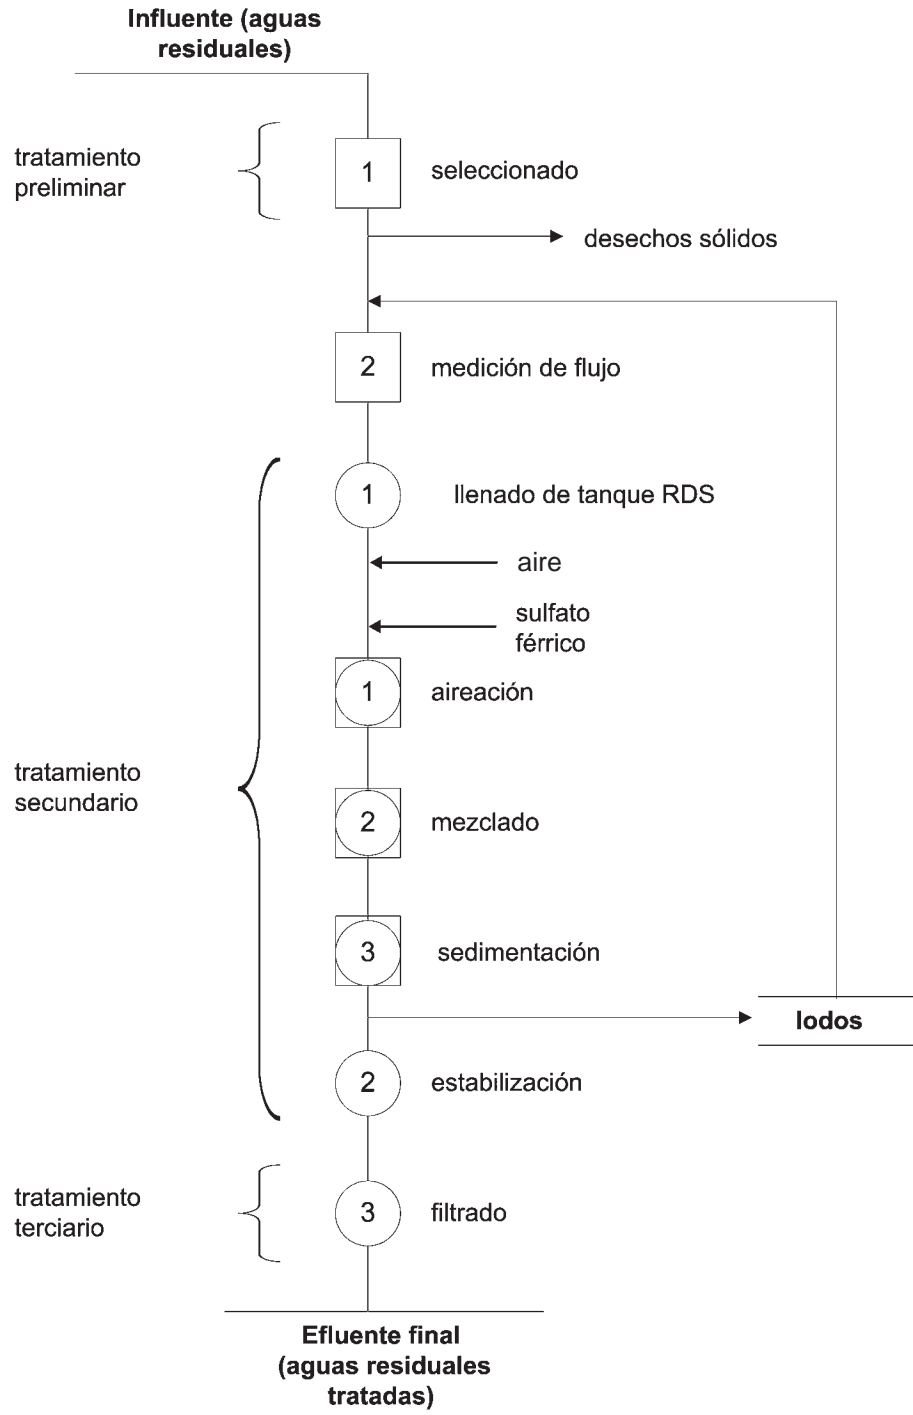 Influente (aguas
residuales)
tratamiento
preliminar
1
seleccionado
desechos sólidos
2
medición de flujo
1
llenado de tanque RDS
aire
sulfato
férrico
1
aireación
tratamiento
secundario
2
mezclado
3
sedimentación
lodos
2
estabilización
tratamiento
terciario
3
filtrado
Efluente final
(aguas residuales
tratadas)